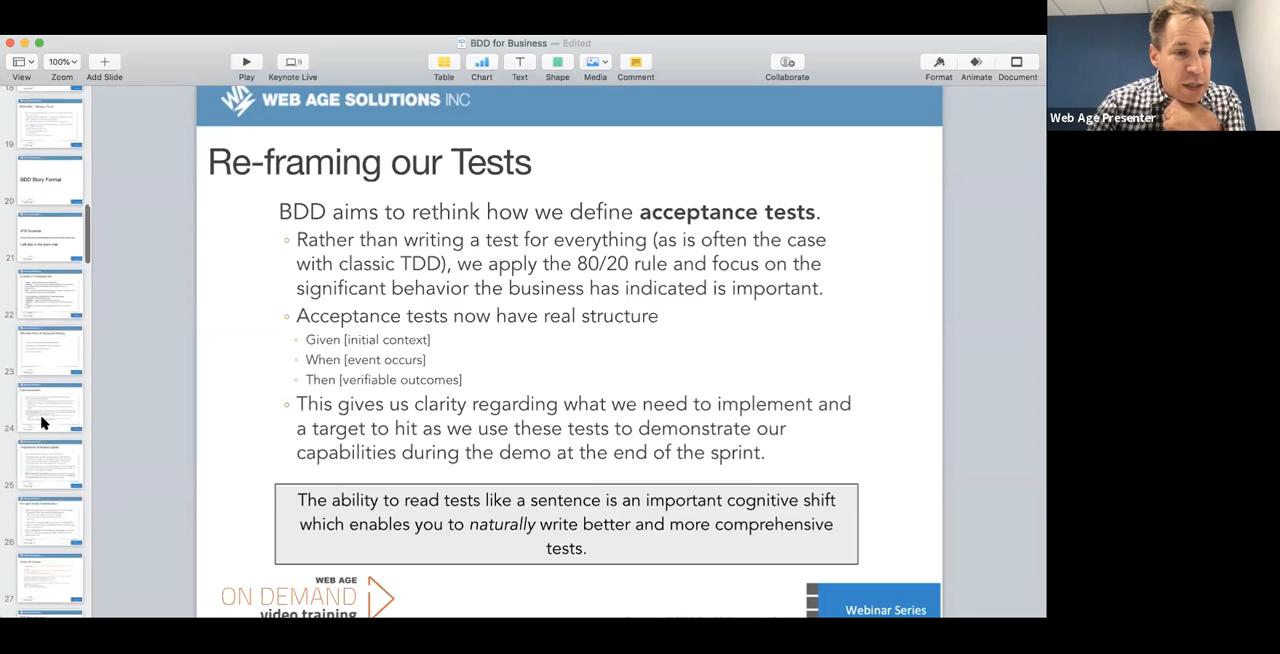 BDD for Business — Edited
View
100%
Zoom
Add Slide
Play
Keynote Live
Table
Chart
Text
Shape
Media
Comment
Collaborate
Format
Animate
Document
Web Age Presenter
18
19
BDD Story Format
20
21
22
23
24
25
26
27
WEB AGE SOLUTIONS INC
Re-framing our Tests
BDD aims to rethink how we define acceptance tests.
Rather than writing a test for everything (as is often the case
with classic TDD), we apply the 80/20 rule and focus on the
significant behavior the business has indicated is important.
Acceptance tests now have real structure
Given [initial context]
When [event occurs]
Then [verifiable outcomes]
This gives us clarity regarding what we need to implement and
a target to hit as we use these tests to demonstrate our
capabilities during the demo at the end of the sprint.
The ability to read tests like a sentence is an important cognitive shift
which enables you to naturally write better and more comprehensive
tests.
WEB AGE
ON DEMAND
video training
Webinar Series